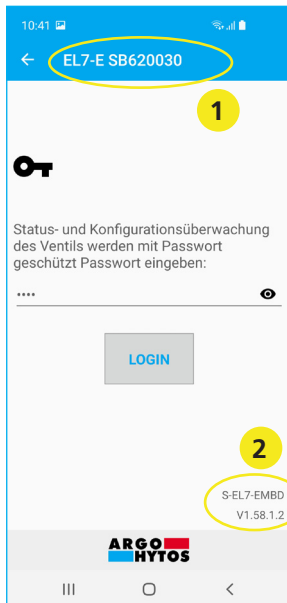 10:41
EL7-E SB620030
1
Status- und Konfigurationsüberwachung
des Ventils werden mit Passwort
geschützt Passwort eingeben:
····
LOGIN
2
S-EL7-EMBD
V1.58.1.2
ARGO
HYTOS